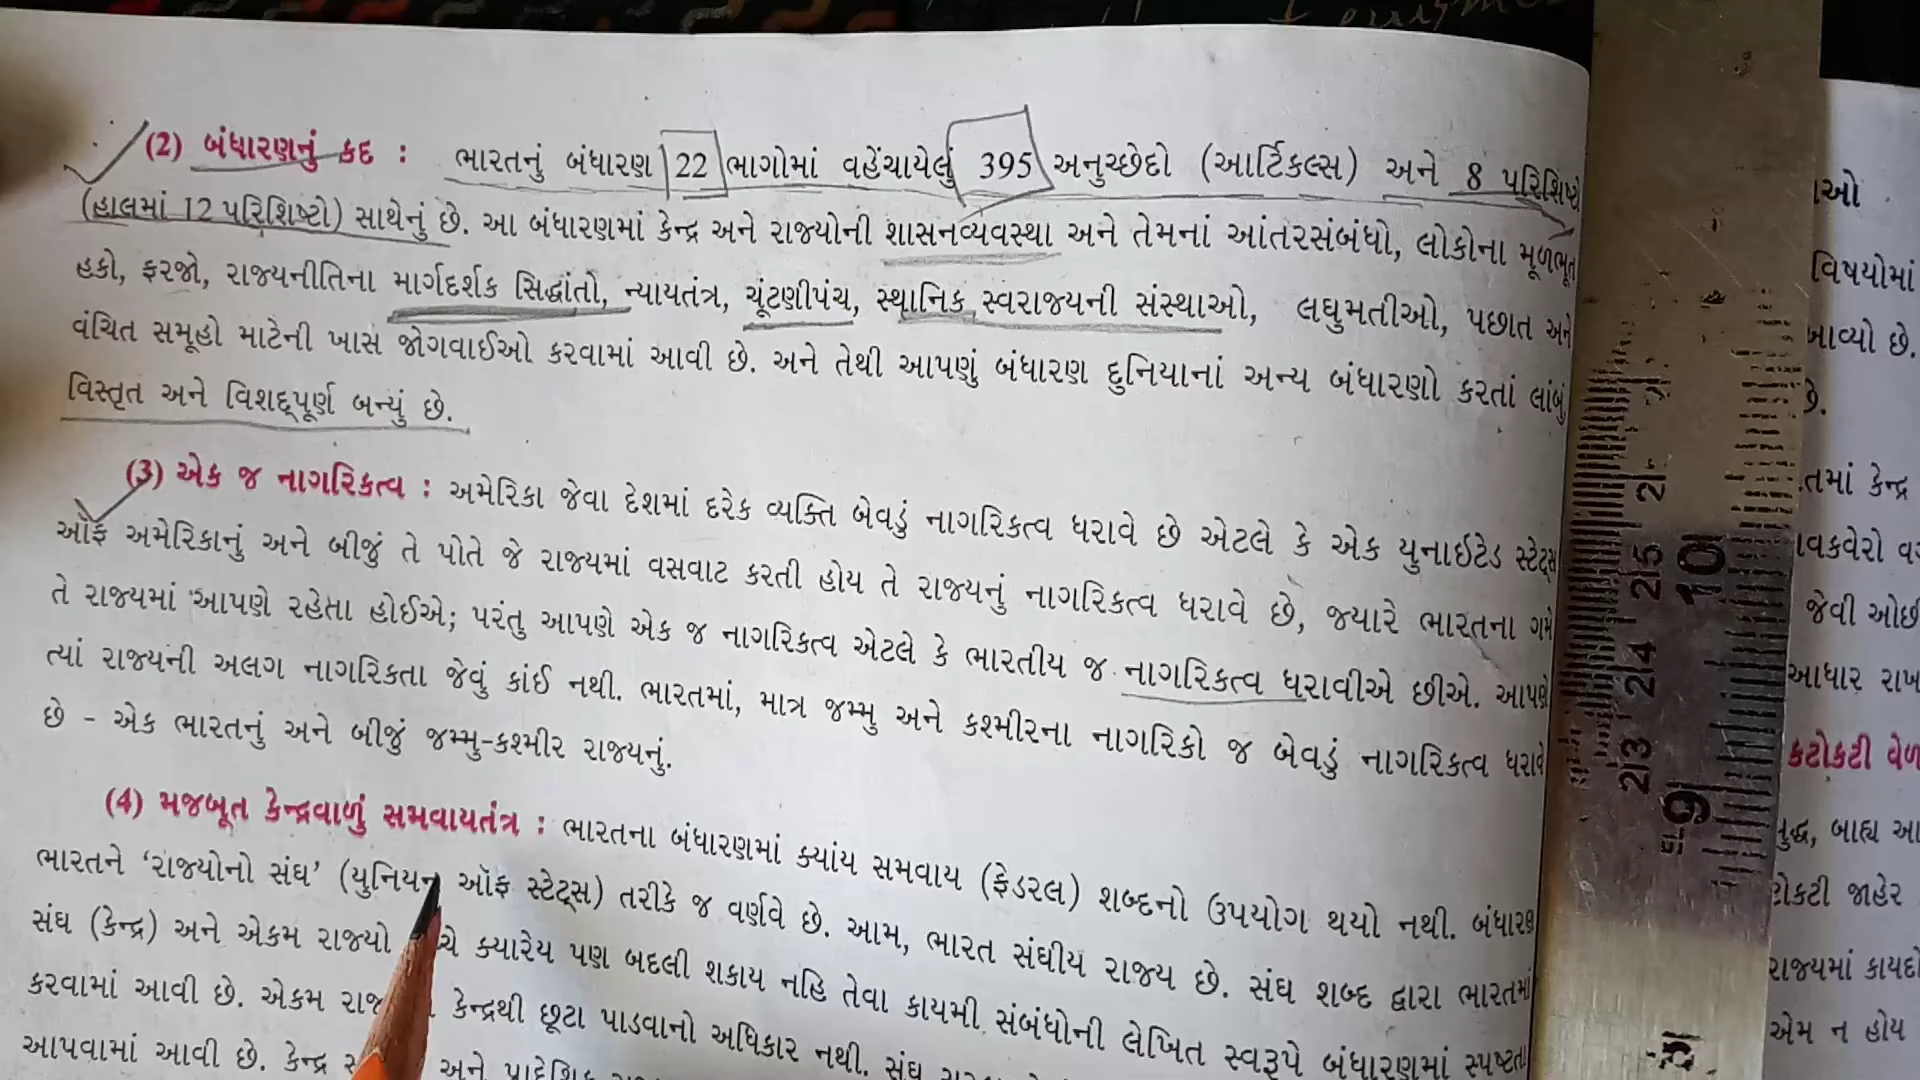 (2) બંધારણનું કદ : ભારતનું બંધારણ 22 ભાગોમાં વહેંચાયેલું 395 અનુચ્છેદો (આર્ટિકલ્સ) અને 8 પરિશિષ્ટો
(હાલમાં 12 પરિશિષ્ટો) સાથેનું છે. આ બંધારણમાં કેન્દ્ર અને રાજ્યોની શાસનવ્યવસ્થા અને તેમનાં આંતરસંબંધો, લોકોના મૂળભૂત
હકો, ફરજો, રાજ્યનીતિના માર્ગદર્શક સિદ્ધાંતો, ન્યાયતંત્ર, ચૂંટણીપંચ, સ્થાનિક સ્વરાજ્યની સંસ્થાઓ, લઘુમતીઓ, પછાત અને
વંચિત સમૂહો માટેની ખાસ જોગવાઈઓ કરવામાં આવી છે. અને તેથી આપણું બંધારણ દુનિયાનાં અન્ય બંધારણો કરતાં લાંબું
વિસ્તૃત અને વિશદ્પૂર્ણ બન્યું છે.
(3) એક જ નાગરિકત્વ : અમેરિકા જેવા દેશમાં દરેક વ્યક્તિ બેવડું નાગરિકત્વ ધરાવે છે એટલે કે એક યુનાઇટેડ સ્ટેટ્સ
ઑફ અમેરિકાનું અને બીજું તે પોતે જે રાજ્યમાં વસવાટ કરતી હોય તે રાજ્યનું નાગરિકત્વ ધરાવે છે, જ્યારે ભારતના ગમે
તે રાજ્યમાં આપણે રહેતા હોઈએ; પરંતુ આપણે એક જ નાગરિકત્વ એટલે કે ભારતીય જ નાગરિકત્વ ધરાવીએ છીએ. આપણે
ત્યાં રાજ્યની અલગ નાગરિકતા જેવું કાંઈ નથી. ભારતમાં, માત્ર જમ્મુ અને કશ્મીરના નાગરિકો જ બેવડું નાગરિકત્વ ધરાવે
છે - એક ભારતનું અને બીજું જમ્મુ-કશ્મીર રાજ્યનું.
(4) મજબૂત કેન્દ્રવાળું સમવાયતંત્ર : ભારતના બંધારણમાં ક્યાંય સમવાય (ફેડરલ) શબ્દનો ઉપયોગ થયો નથી. બંધારણ
ભારતને ‘રાજ્યોનો સંઘ’ (યુનિયન ઑફ સ્ટેટ્સ) તરીકે જ વર્ણવે છે. આમ, ભારત સંઘીય રાજ્ય છે. સંઘ શબ્દ દ્વારા ભારતમાં
સંઘ (કેન્દ્ર) અને એકમ રાજ્યો ક્યારેય પણ બદલી શકાય નહિ તેવા કાયમી સંબંધોની લેખિત સ્વરૂપે બંધારણમાં સ્પષ્ટતા
કરવામાં આવી છે. એકમ કેન્દ્રથી છૂટા પાડવાનો અધિકાર નથી. સંઘ
આપવામાં આવી છે. કેન્દ્ર અને પ્રાદેશિક
વિષયોમાં
છે.
કેન્દ્ર
જેવી
આધાર
કટોકટી
બાહ્ય
જાહેર
રાજ્યમાં
એમ ન હોય
25 24 23
10 9